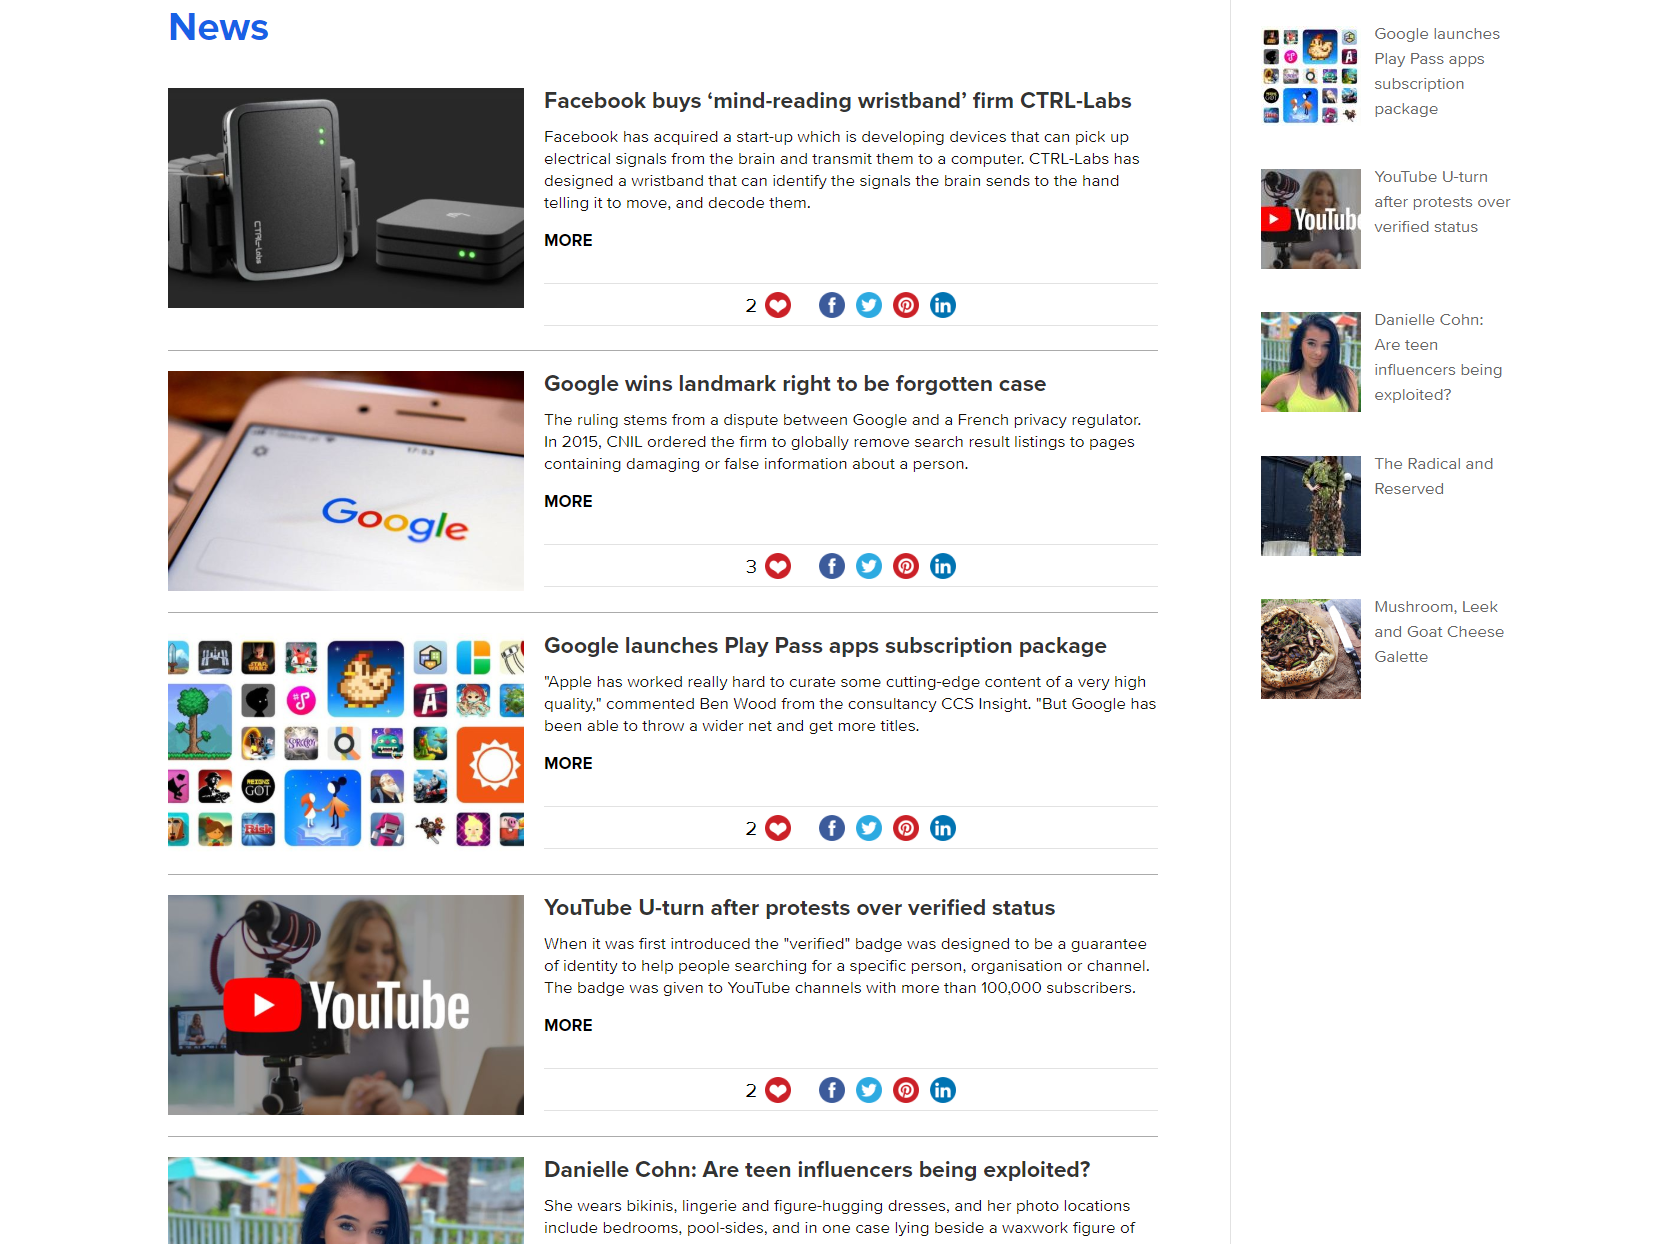 News
Facebook buys ‘mind-reading wristband’ firm CTRL-Labs
Facebook has acquired a start-up which is developing devices that can pick up
electrical signals from the brain and transmit them to a computer. CTRL-Labs has
designed a wristband that can identify the signals the brain sends to the hand
telling it to move, and decode them.
MORE
2
CTRL-Labs
Google wins landmark right to be forgotten case
The ruling stems from a dispute between Google and a French privacy regulator.
In 2015, CNIL ordered the firm to globally remove search result listings to pages
containing damaging or false information about a person.
MORE
3
17:53
Google
Google launches Play Pass apps subscription package
"Apple has worked really hard to curate some cutting-edge content of a very high
quality," commented Ben Wood from the consultancy CCS Insight. "But Google has
been able to throw a wider net and get more titles.
MORE
2
STAR WARS
REIGNS GOT
RISK
YouTube U-turn after protests over verified status
When it was first introduced the "verified" badge was designed to be a guarantee
of identity to help people searching for a specific person, organisation or channel.
The badge was given to YouTube channels with more than 100,000 subscribers.
MORE
2
YouTube
Danielle Cohn: Are teen influencers being exploited?
She wears bikinis, lingerie and figure-hugging dresses, and her photo locations
include bedrooms, pool-sides, and in one case lying beside a waxwork figure of
Google launches
Play Pass apps
subscription
package
YouTube U-turn
after protests over
verified status
YouTube
Danielle Cohn:
Are teen
influencers being
exploited?
The Radical and
Reserved
Mushroom, Leek
and Goat Cheese
Galette